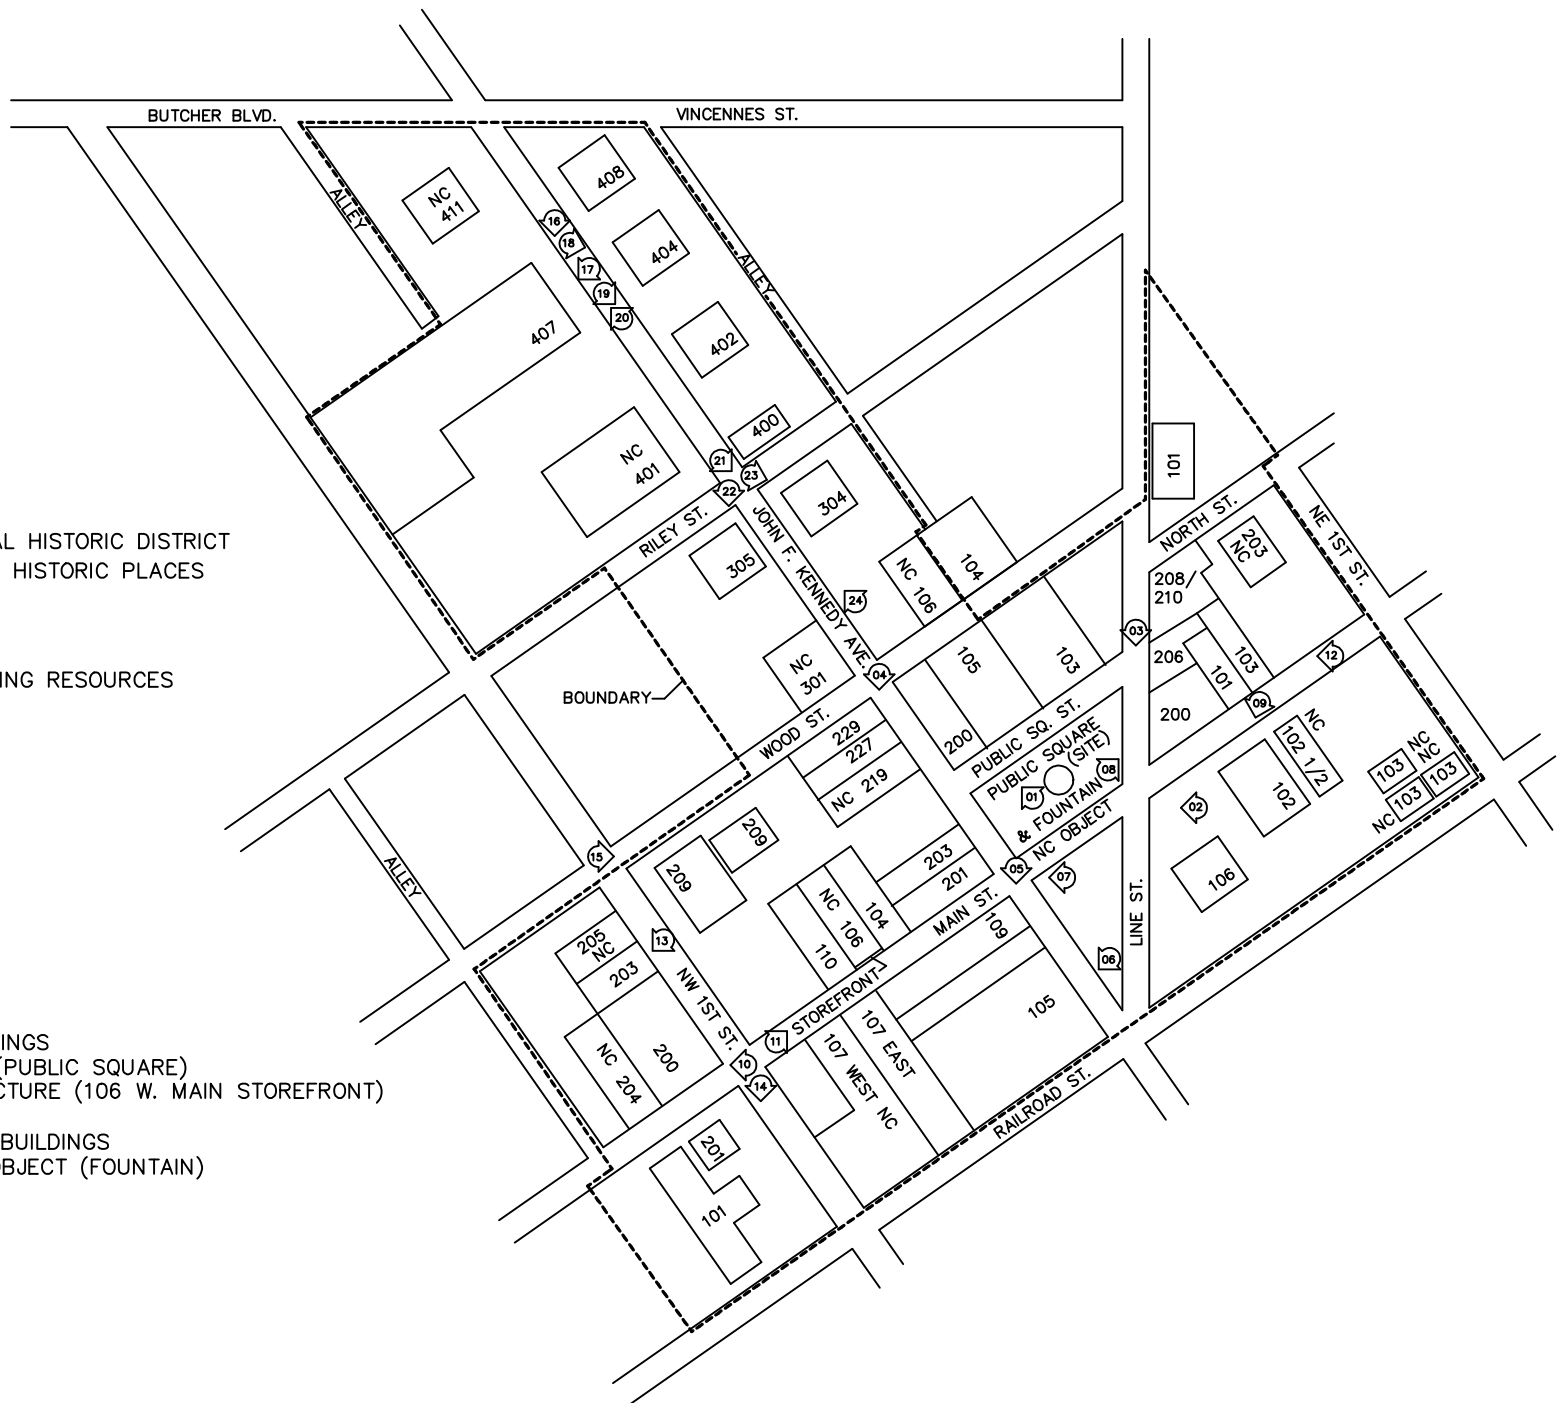 BUTCHER BLVD.
VINCENNES ST.
ALLEY
NC
411
408
404
402
400
407
NC
401
16
18
17
19
20
21
22
23
ALLEY
RILEY ST.
JOHN F. KENNEDY AVE.
304
305
24
NC 106
104
101
NORTH ST.
NE 1ST ST.
203
NC
208/
210
03
206
101
103
200
12
09
AL HISTORIC DISTRICT
HISTORIC PLACES
ING RESOURCES
BOUNDARY
NC
301
04
WOOD ST.
229
227
NC 219
105
103
200
PUBLIC SQ. ST.
PUBLIC SQUARE
(SITE)
01
08
& FOUNTAIN
NC OBJECT
05
07
06
LINE ST.
02
NC
102 1/2
102
106
NC
NC
103
103
103
NC
ALLEY
15
209
209
203
201
104
NC 106
110
MAIN ST.
109
105
STOREFRONT
205
NC
203
13
NW 1ST ST.
200
NC 204
10
11
14
107 EAST
107 WEST NC
RAILROAD ST.
201
101
INGS
(PUBLIC SQUARE)
CTURE (106 W. MAIN STOREFRONT)
BUILDINGS
OBJECT (FOUNTAIN)